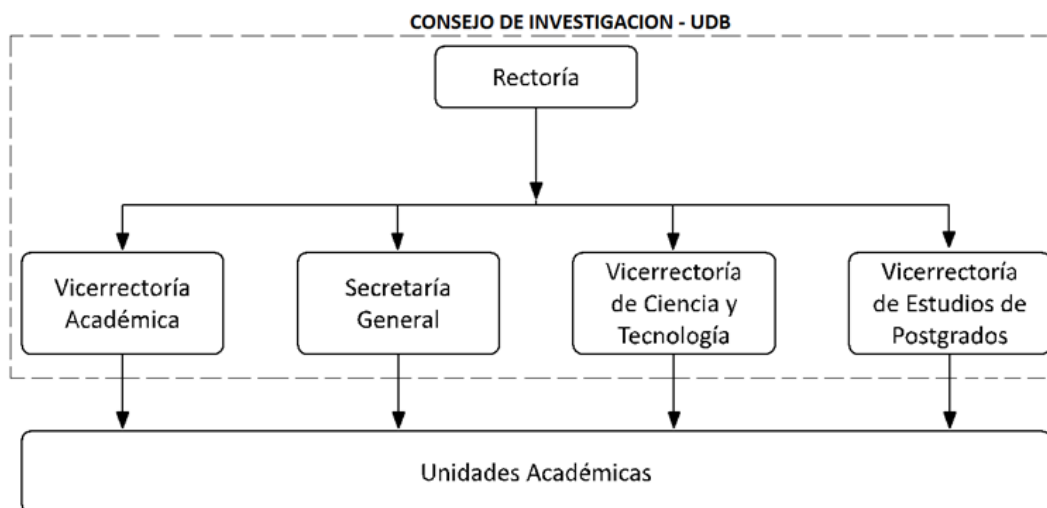 CONSEJO DE INVESTIGACION - UDB
Rectoría
Vicerrectoría
Académica
Secretaría
General
Vicerrectoría
de Ciencia y
Tecnología
Vicerrectoría
de Estudios de
Postgrados
Unidades Académicas